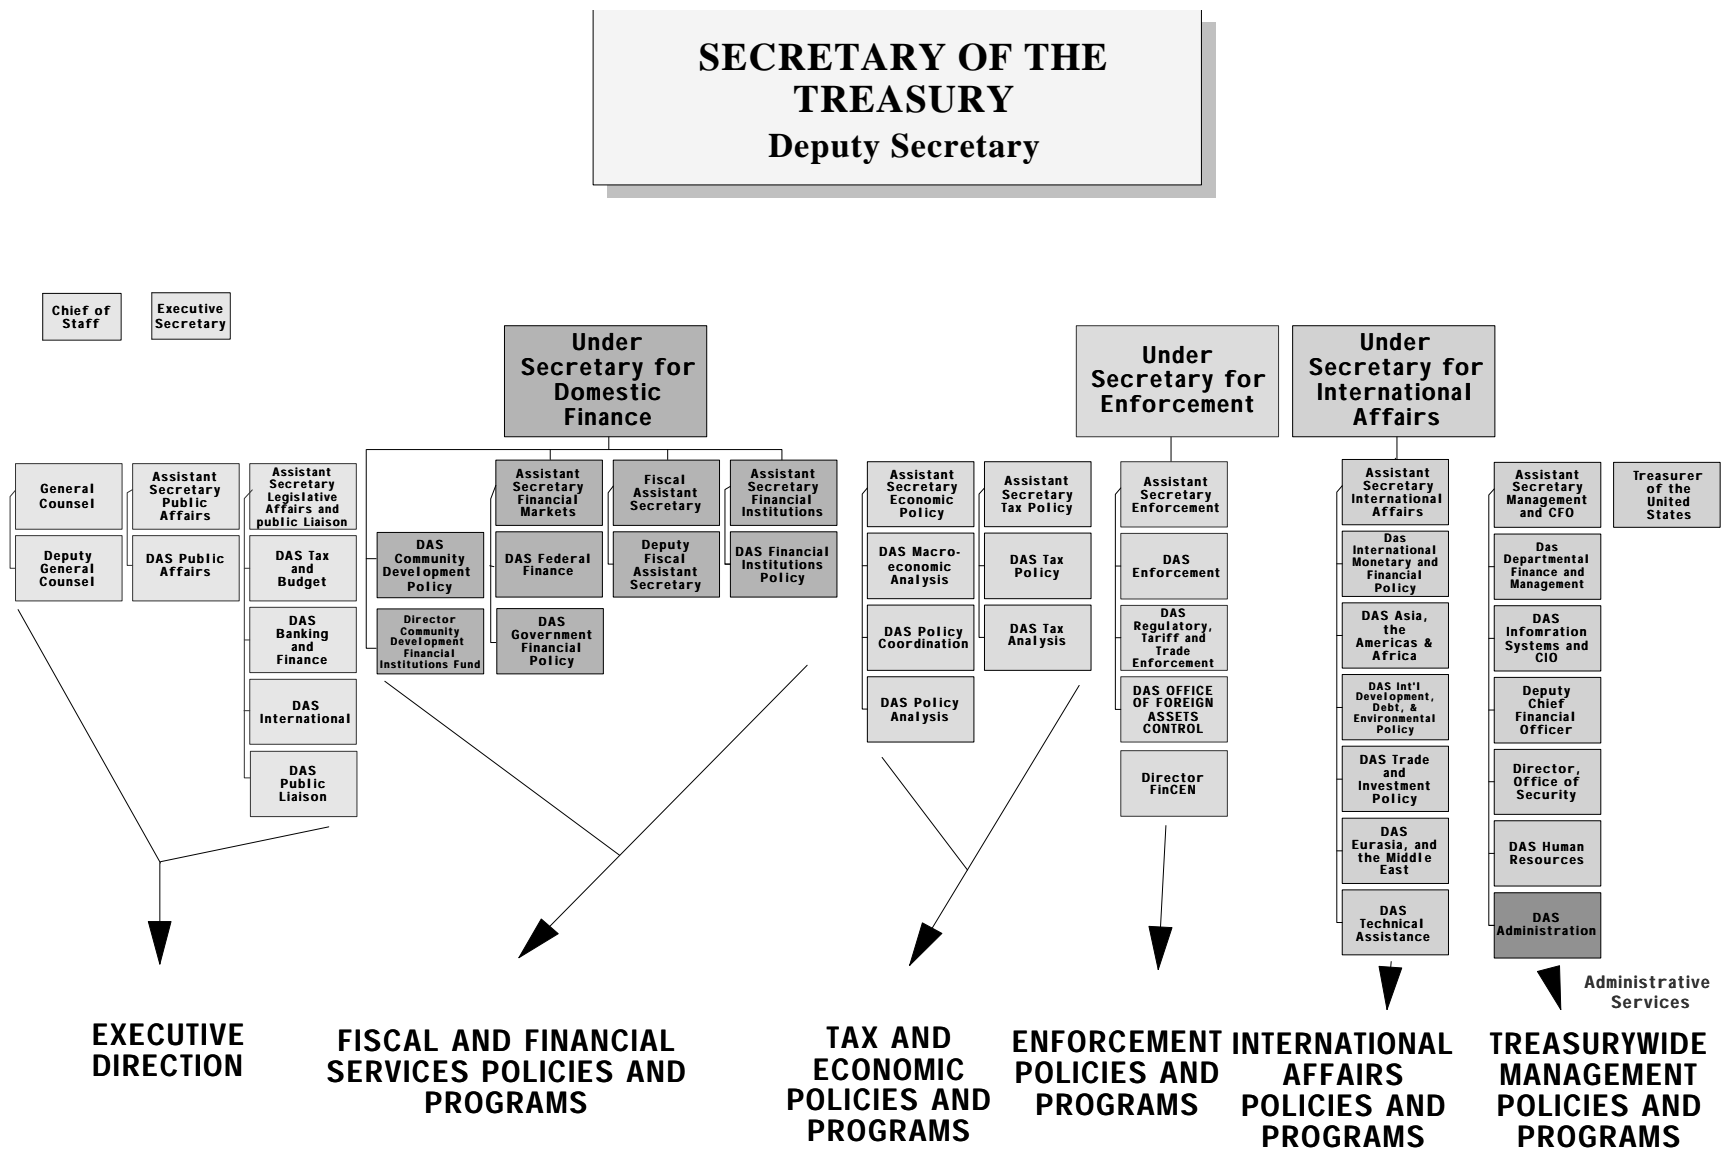 SECRETARY OF THE
TREASURY
Deputy Secretary
Chief of
Staff
Executive
Secretary
Under
Secretary for
Domestic
Finance
Under
Secretary for
Enforcement
Under
Secretary for
International
Affairs
General
Counsel
Deputy
General
Counsel
Assistant
Secretary
Public
Affairs
DAS Public
Affairs
Assistant
Secretary
Legislative
Affairs and
public Liaison
DAS Tax
and
Budget
DAS
Banking
and
Finance
DAS
International
DAS
Public
Liaison
DAS
Community
Development
Policy
Director
Community
Development
Financial
Institutions Fund
Assistant
Secretary
Financial
Markets
DAS Federal
Finance
DAS
Government
Financial
Policy
Fiscal
Assistant
Secretary
Deputy
Fiscal
Assistant
Secretary
Assistant
Secretary
Financial
Institutions
DAS Financial
Institutions
Policy
Assistant
Secretary
Economic
Policy
DAS Macro-
economic
Analysis
DAS Policy
Coordination
DAS Policy
Analysis
Assistant
Secretary
Tax Policy
DAS Tax
Policy
DAS Tax
Analysis
Assistant
Secretary
Enforcement
DAS
Enforcement
DAS
Regulatory,
Tariff and
Trade
Enforcement
DAS OFFICE
OF FOREIGN
ASSETS
CONTROL
Director
FinCEN
Assistant
Secretary
International
Affairs
Das
International
Monetary and
Financial
Policy
DAS Asia,
the
Americas &
Africa
DAS Int'l
Development,
Debt, &
Environmental
Policy
DAS Trade
and
Investment
Policy
DAS
Eurasia, and
the Middle
East
DAS
Technical
Assistance
Assistant
Secretary
Management
and CFO
Das
Departmental
Finance and
Management
DAS
Infomration
Systems and
CIO
Deputy
Chief
Financial
Officer
Director,
Office of
Security
DAS Human
Resources
DAS
Administration
Treasurer
of the
United
States
Administrative
Services
EXECUTIVE
DIRECTION
FISCAL AND FINANCIAL
SERVICES POLICIES AND
PROGRAMS
TAX AND
ECONOMIC
POLICIES AND
PROGRAMS
ENFORCEMENT
POLICIES AND
PROGRAMS
INTERNATIONAL
AFFAIRS
POLICIES AND
PROGRAMS
TREASURYWIDE
MANAGEMENT
POLICIES AND
PROGRAMS